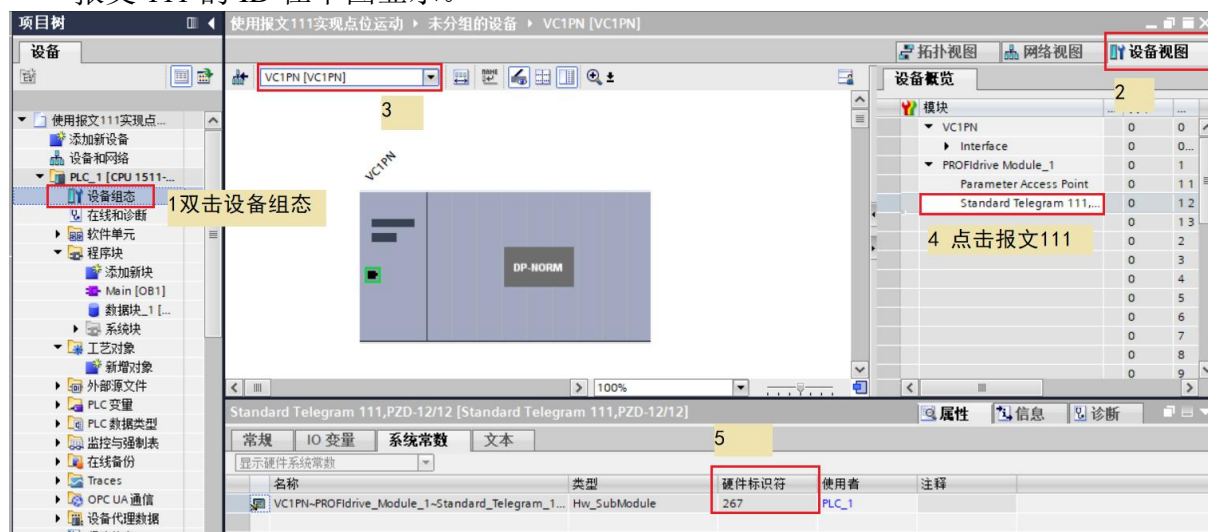 报文 111 的 ID 在下图显示。
项目树
使用报文111实现点位运动 ▸ 未分组的设备 ▸ VC1PN [VC1PN]
设备
拓扑视图
网络视图
设备视图
VC1PN [VC1PN]
设备概览
3
2
模块
...
VC1PN 0 0
Interface 0 0...
PROFIdrive Module_1 0 1
Parameter Access Point 0 1 1
Standard Telegram 111,... 0 1 2
0 1 3
0 2
0 3
0 4
0 5
0 6
0 7
0 8
0 9
4 点击报文111
使用报文111实现点...
添加新设备
设备和网络
PLC_1 [CPU 1511-...
设备组态
1双击设备组态
在线和诊断
软件单元
程序块
添加新块
Main [OB1]
数据块_1 [...
系统块
工艺对象
新增对象
外部源文件
PLC 变量
PLC 数据类型
监控与强制表
在线备份
Traces
OPC UA 通信
设备代理数据
VC1PN
DP-NORM
100%
Standard Telegram 111,PZD-12/12 [Standard Telegram 111,PZD-12/12]
属性
信息
诊断
常规
IO 变量
系统常数
文本
5
显示硬件系统常数
名称 类型 硬件标识符 使用者 注释
VC1PN~PROFIdrive_Module_1~Standard_Telegram_1... Hw_SubModule 267 PLC_1